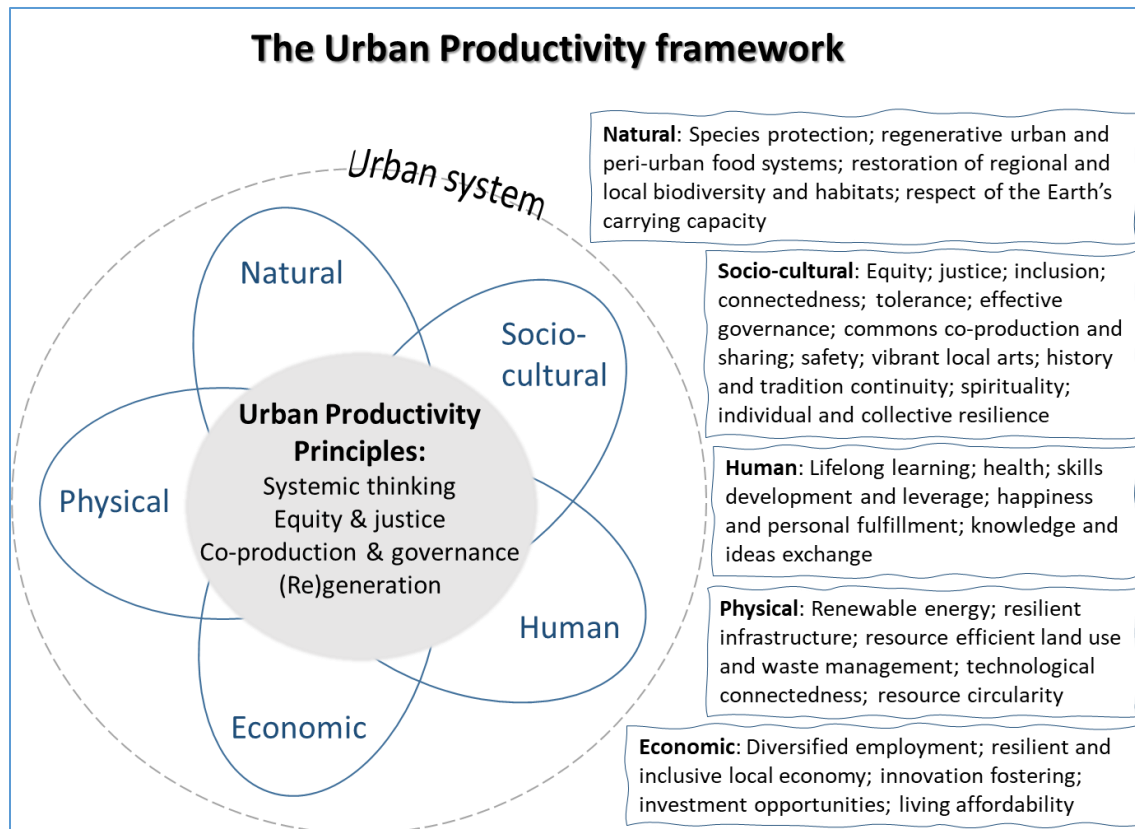 The Urban Productivity framework
Urban system
Natural
Socio-
cultural
Physical
Human
Economic
Urban Productivity
Principles:
Systemic thinking
Equity & justice
Co-production & governance
(Re)generation
Natural: Species protection; regenerative urban and
peri-urban food systems; restoration of regional and
local biodiversity and habitats; respect of the Earth’s
carrying capacity
Socio-cultural: Equity; justice; inclusion;
connectedness; tolerance; effective
governance; commons co-production and
sharing; safety; vibrant local arts; history
and tradition continuity; spirituality;
individual and collective resilience
Human: Lifelong learning; health; skills
development and leverage; happiness
and personal fulfillment; knowledge and
ideas exchange
Physical: Renewable energy; resilient
infrastructure; resource efficient land use
and waste management; technological
connectedness; resource circularity
Economic: Diversified employment; resilient and
inclusive local economy; innovation fostering;
investment opportunities; living affordability